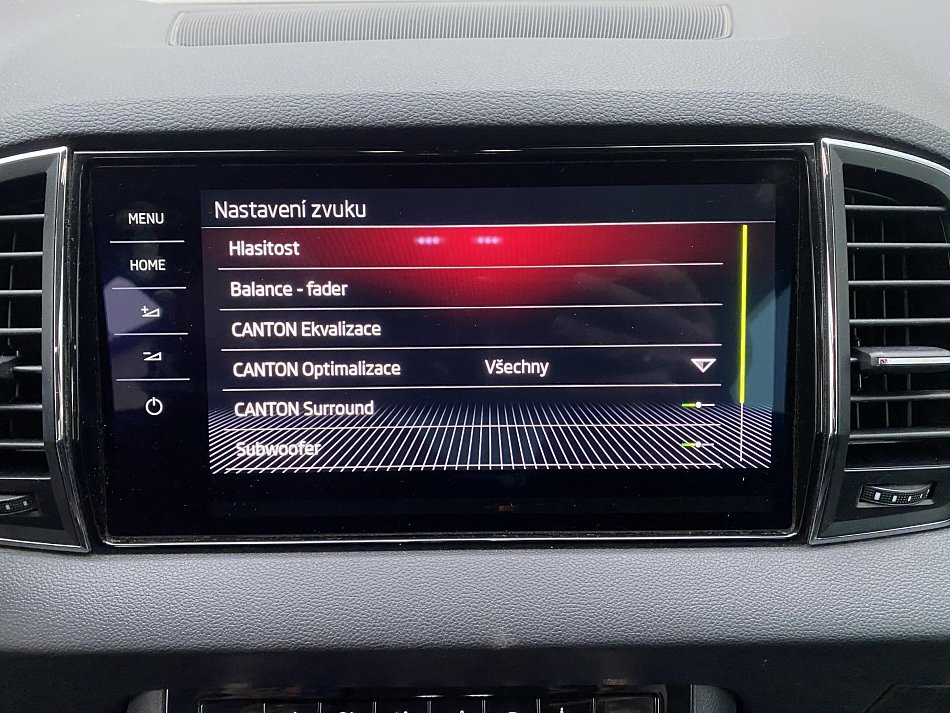 Nastavení zvuku
MENU
HOME
Hlasitost
Balance - fader
CANTON Ekvalizace
CANTON Optimalizace Všechny
CANTON Surround
Subwoofer